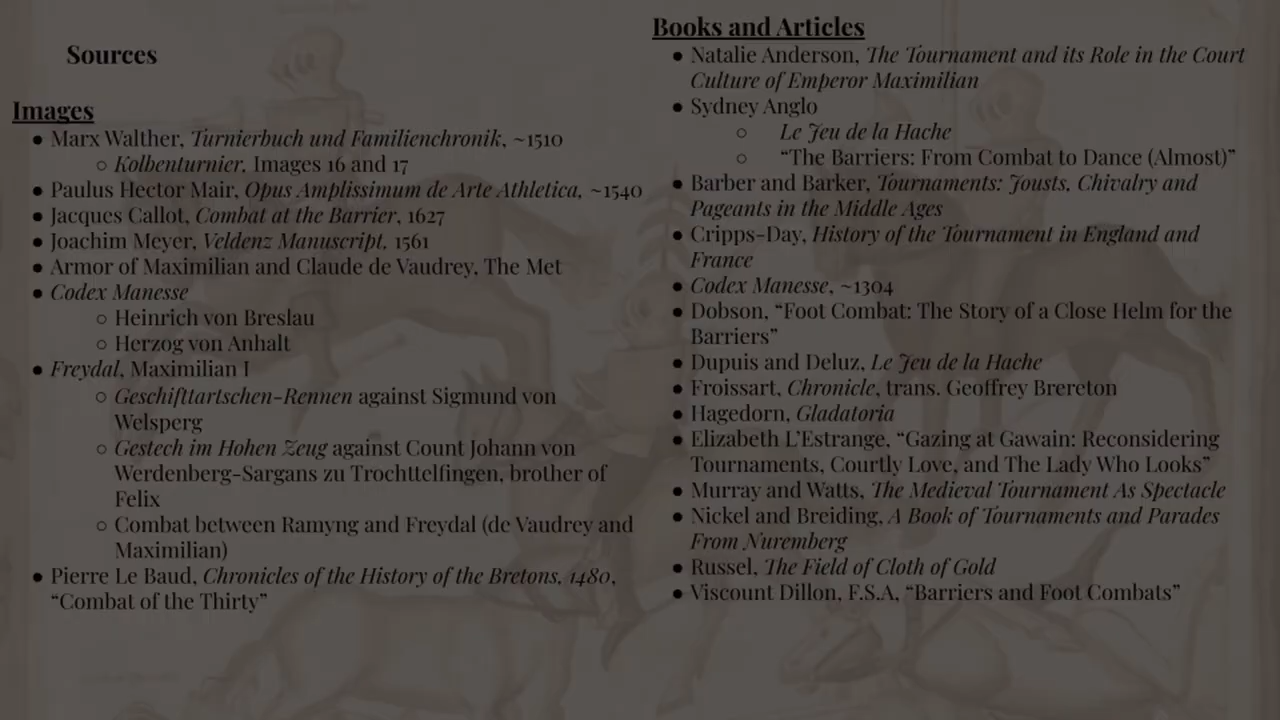 Sources
Images
● Marx Walther, Turnierbuch und Familienchronik, ~1510
○ Kolbenturnier, Images 16 and 17
● Paulus Hector Mair, Opus Amplissimum de Arte Athletica, ~1540
● Jacques Callot, Combat at the Barrier, 1627
● Joachim Meyer, Veldenz Manuscript, 1561
● Armor of Maximilian and Claude de Vaudrey, The Met
● Codex Manesse
○ Heinrich von Breslau
○ Herzog von Anhalt
● Freydal, Maximilian I
○ Geschifttartschen-Rennen against Sigmund von
Welsperg
○ Gestech im Hohen Zeug against Count Johann von
Werdenberg-Sargans zu Trochttelfingen, brother of
Felix
○ Combat between Ramyng and Freydal (de Vaudrey and
Maximilian)
● Pierre Le Baud, Chronicles of the History of the Bretons, 1480,
“Combat of the Thirty”
Books and Articles
● Natalie Anderson, The Tournament and its Role in the Court
Culture of Emperor Maximilian
● Sydney Anglo
○ Le Jeu de la Hache
○ “The Barriers: From Combat to Dance (Almost)”
● Barber and Barker, Tournaments: Jousts, Chivalry and
Pageants in the Middle Ages
● Cripps-Day, History of the Tournament in England and
France
● Codex Manesse, ~1304
● Dobson, “Foot Combat: The Story of a Close Helm for the
Barriers”
● Dupuis and Deluz, Le Jeu de la Hache
● Froissart, Chronicle, trans. Geoffrey Brereton
● Hagedorn, Gladatoria
● Elizabeth L’Estrange, “Gazing at Gawain: Reconsidering
Tournaments, Courtly Love, and The Lady Who Looks”
● Murray and Watts, The Medieval Tournament As Spectacle
● Nickel and Breiding, A Book of Tournaments and Parades
From Nuremberg
● Russel, The Field of Cloth of Gold
● Viscount Dillon, F.S.A, “Barriers and Foot Combats”